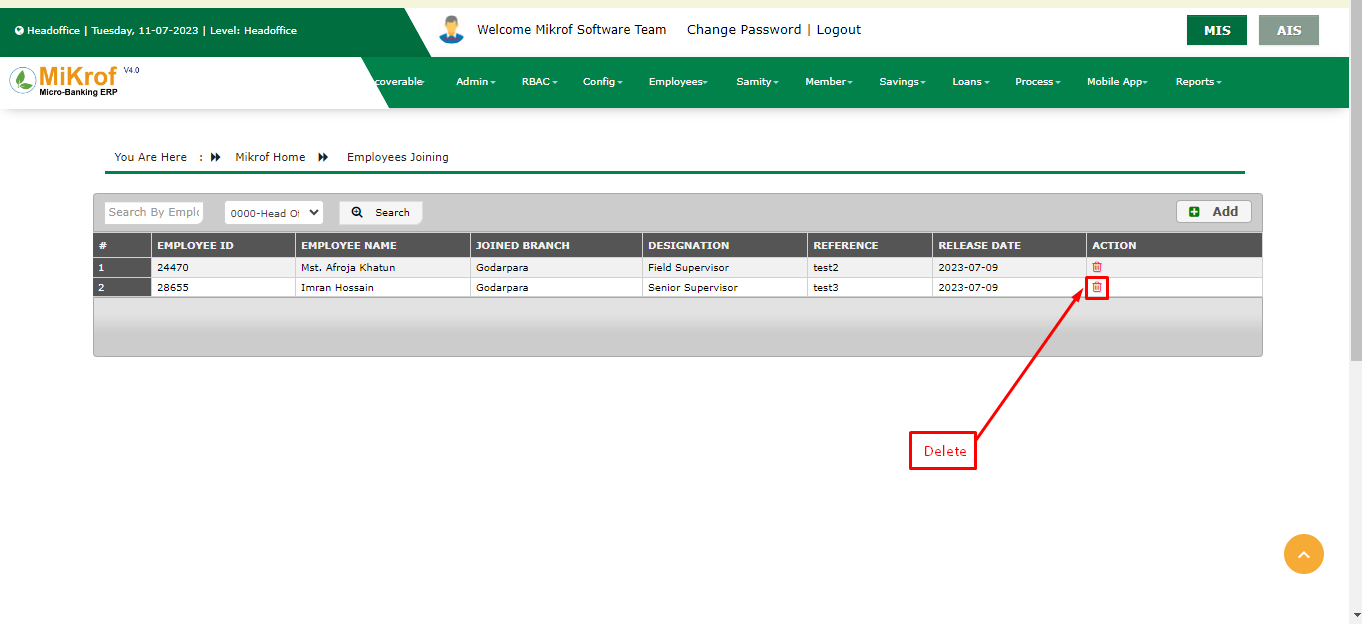 Headoffice | Tuesday, 11-07-2023 | Level: Headoffice
Welcome Mikrof Software Team Change Password | Logout
MIS AIS
MiKrof V4.0
Micro-Banking ERP
coverable Admin RBAC Config Employees Samity Member Savings Loans Process Mobile App Reports
You Are Here : Mikrof Home Employees Joining
Search By Emplo 0000-Head Of Search Add
# EMPLOYEE ID EMPLOYEE NAME JOINED BRANCH DESIGNATION REFERENCE RELEASE DATE ACTION
1 24470 Mst. Afroja Khatun Godarpara Field Supervisor test2 2023-07-09
2 28655 Imran Hossain Godarpara Senior Supervisor test3 2023-07-09
Delete